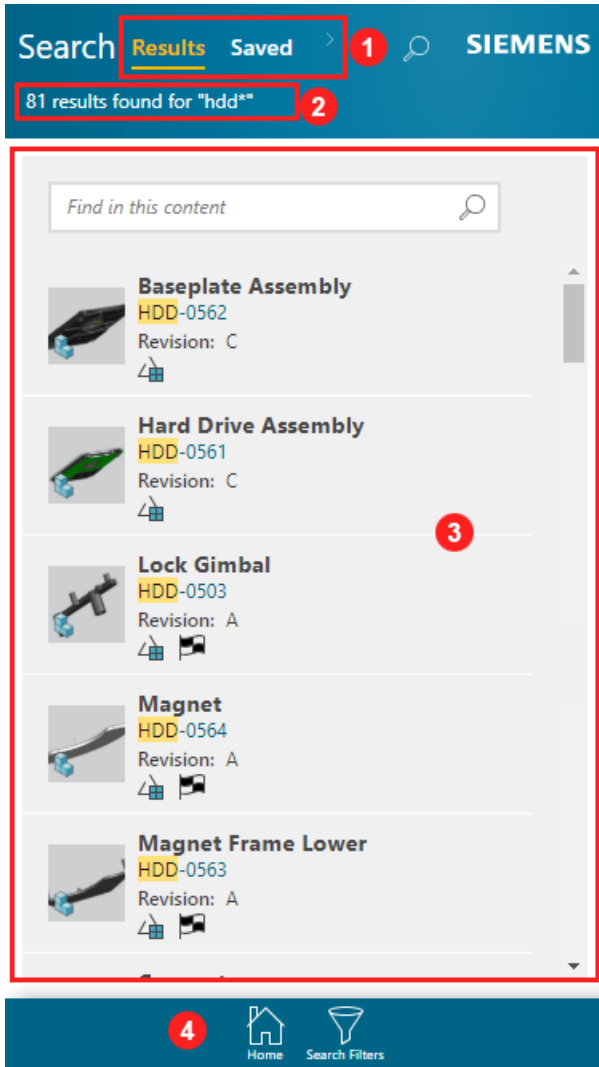 Search Results Saved > 1 SIEMENS
81 results found for "hdd*" 2
Find in this content
Baseplate Assembly
HDD-0562
Revision: C
Hard Drive Assembly
HDD-0561
Revision: C
3
Lock Gimbal
HDD-0503
Revision: A
Magnet
HDD-0564
Revision: A
Magnet Frame Lower
HDD-0563
Revision: A
4
Home Search Filters